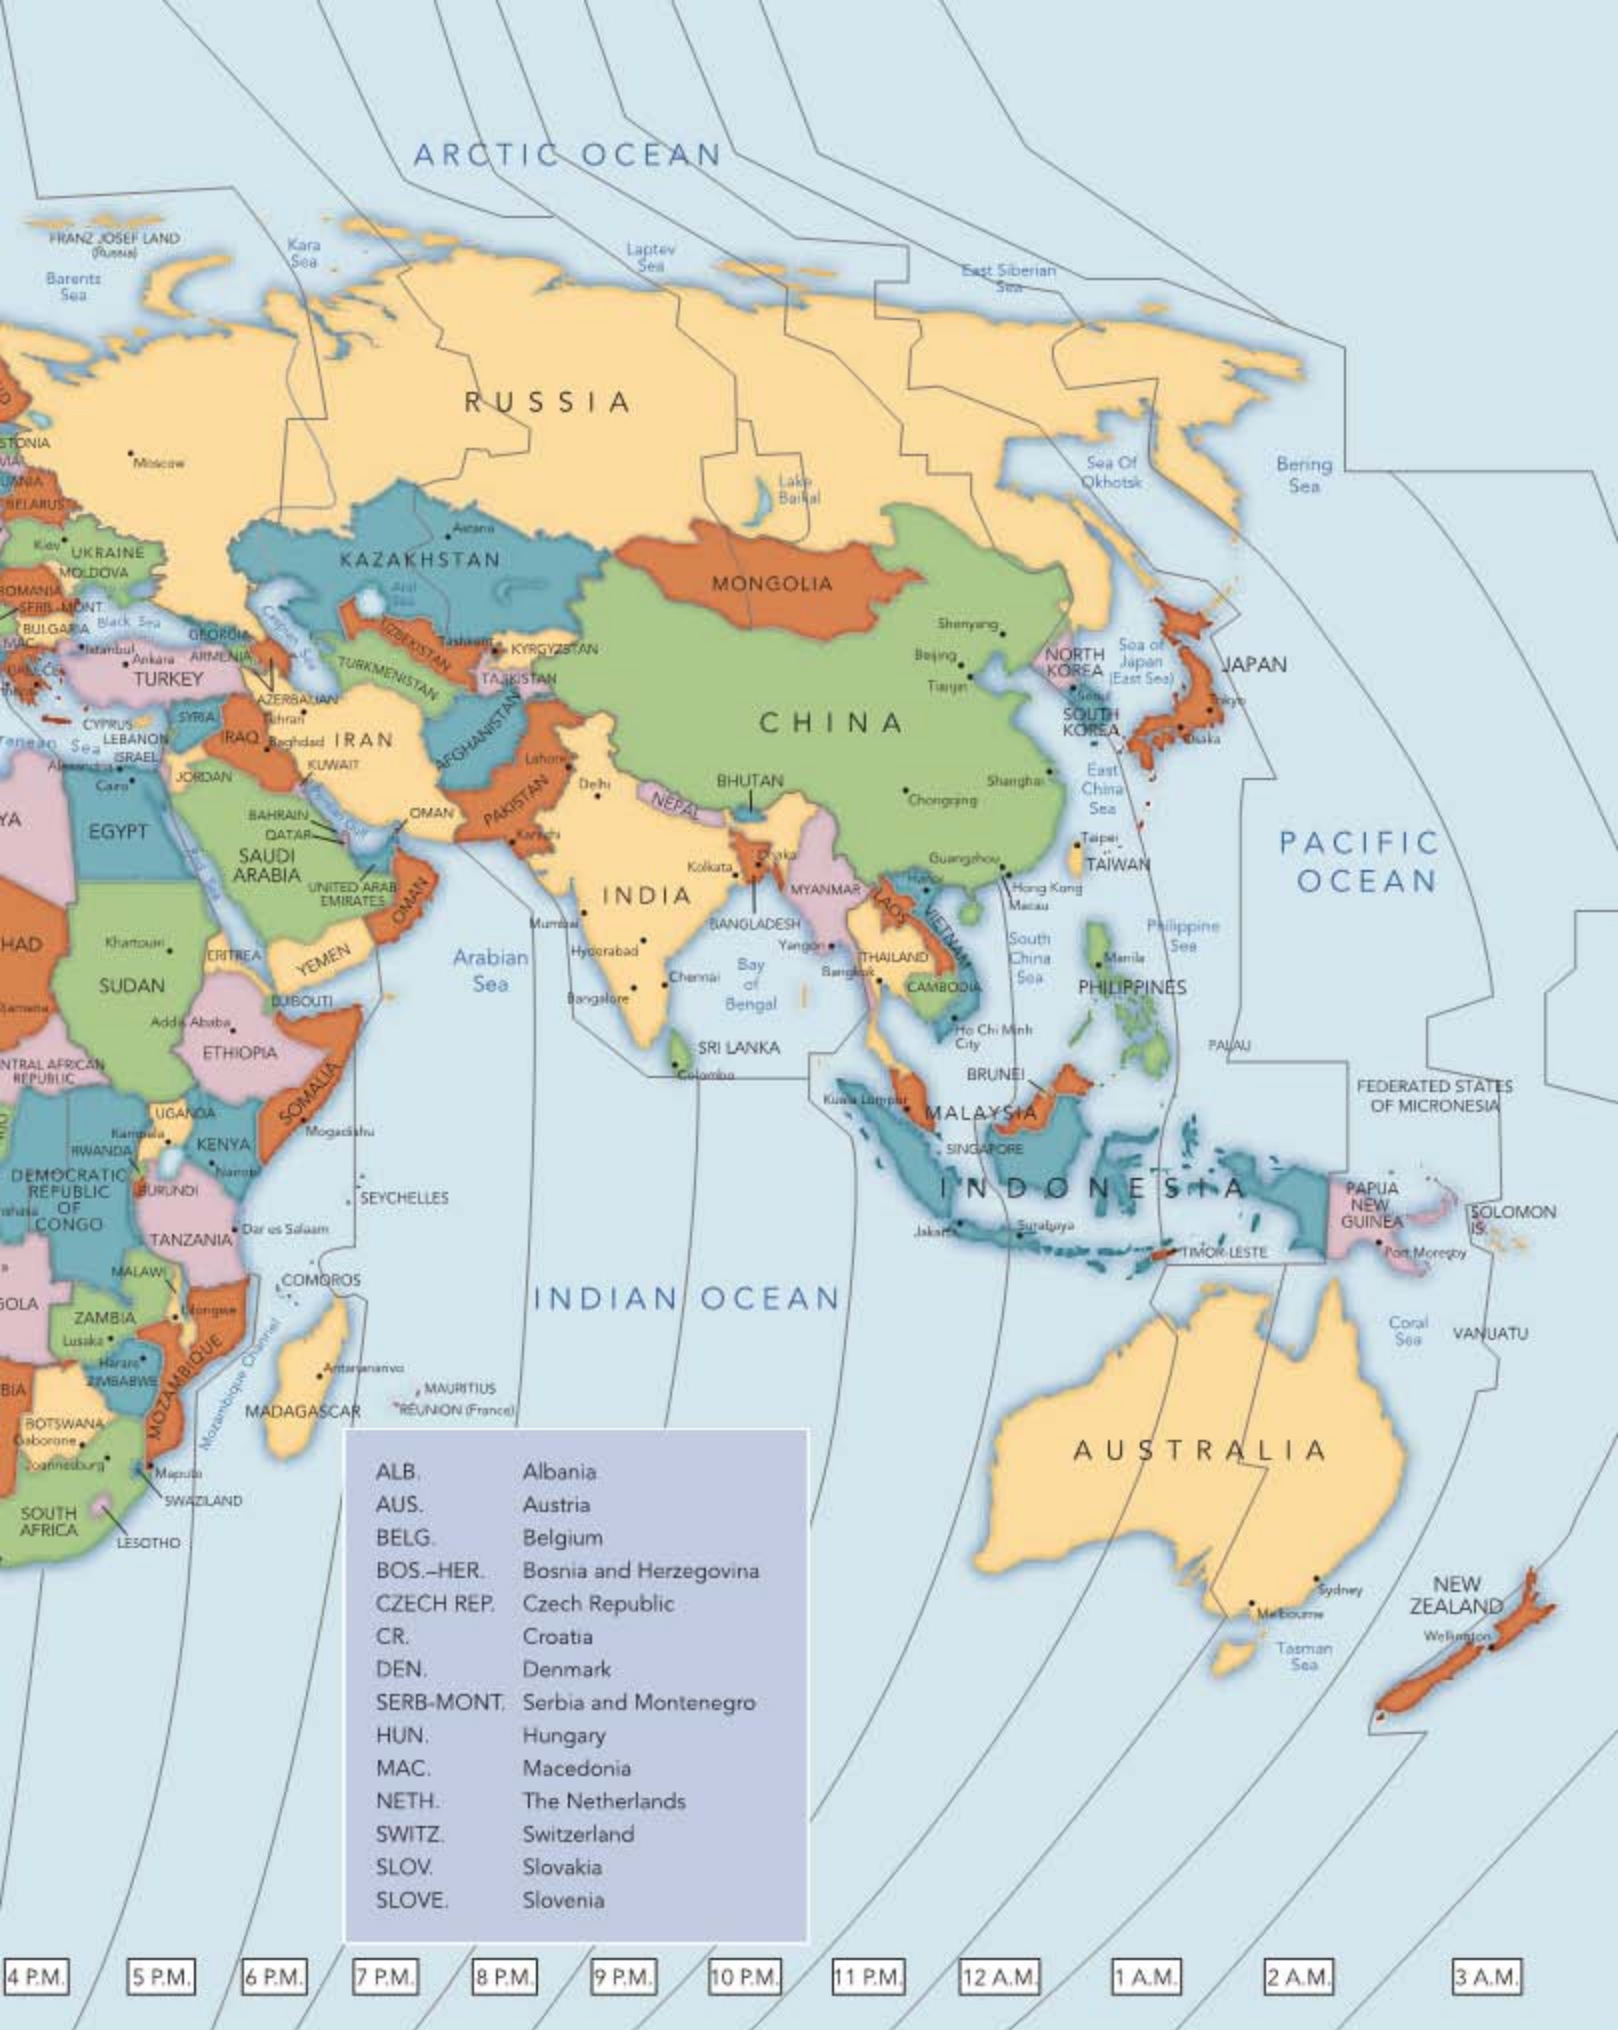 ARCTIC OCEAN
FRANZ JOSEF LAND
(Russia)
Kara
Sea
Laptev
Sea
East Siberian
Sea
Barents
Sea
RUSSIA
Moscow
Sea Of
Okhotsk
Bering
Sea
Lake
Baikal
BELARUS
Kiev
UKRAINE
MOLDOVA
Astana
KAZAKHSTAN
Aral
Sea
MONGOLIA
SERB.-MONT.
BULGARIA
Black Sea
GEORGIA
Caspian Sea
MAC.
Istanbul
Ankara
TURKEY
ARMENIA
AZERBAIJAN
UZBEKISTAN
Tashkent
KYRGYZSTAN
TURKMENISTAN
TAJIKISTAN
Shenyang
Beijing
Tianjin
NORTH
KOREA
Seoul
SOUTH
KOREA
Sea of
Japan
(East Sea)
JAPAN
Tokyo
Osaka
CYPRUS
SYRIA
LEBANON
ISRAEL
Tehran
IRAQ
Baghdad
IRAN
AFGHANISTAN
CHINA
Cairo
JORDAN
KUWAIT
Lahore
PAKISTAN
Delhi
NEPAL
BHUTAN
Shanghai
Chongqing
East
China
Sea
EGYPT
BAHRAIN
QATAR
OMAN
SAUDI
ARABIA
UNITED ARAB
EMIRATES
OMAN
Red Sea
Karachi
Kolkata
Dhaka
INDIA
MYANMAR
BANGLADESH
Guangzhou
Hanoi
Hong Kong
Macau
Taipei
TAIWAN
PACIFIC
OCEAN
Khartoum
ERITREA
YEMEN
Arabian
Sea
Mumbai
Hyderabad
Yangon
LAOS
VIETNAM
THAILAND
South
China
Sea
Philippine
Sea
SUDAN
DJIBOUTI
Chennai
Bangalore
Bay
of
Bengal
Bangkok
CAMBODIA
Manila
PHILIPPINES
Addis Ababa
ETHIOPIA
SRI LANKA
Colombo
Ho Chi Minh
City
PALAU
REPUBLIC
SOMALIA
BRUNEI
FEDERATED STATES
OF MICRONESIA
UGANDA
Kampala
KENYA
Mogadishu
Kuala Lumpur
MALAYSIA
SINGAPORE
RWANDA
Nairobi
DEMOCRATIC
REPUBLIC
OF
CONGO
BURUNDI
SEYCHELLES
INDONESIA
PAPUA
NEW
GUINEA
SOLOMON
IS.
TANZANIA
Dar es Salaam
Jakarta
Surabaya
TIMOR-LESTE
Port Moresby
MALAWI
COMOROS
INDIAN OCEAN
ZAMBIA
Lilongwe
Lusaka
Harare
ZIMBABWE
MOZAMBIQUE
Mozambique Channel
Antananarivo
Coral
Sea
VANUATU
MAURITIUS
RÉUNION (France)
BOTSWANA
Gaborone
MADAGASCAR
Johannesburg
Maputo
SWAZILAND
SOUTH
AFRICA
LESOTHO
AUSTRALIA
Sydney
Melbourne
Tasman
Sea
NEW
ZEALAND
Wellington
ALB. Albania
AUS. Austria
BELG. Belgium
BOS.–HER. Bosnia and Herzegovina
CZECH REP. Czech Republic
CR. Croatia
DEN. Denmark
SERB-MONT. Serbia and Montenegro
HUN. Hungary
MAC. Macedonia
NETH. The Netherlands
SWITZ. Switzerland
SLOV. Slovakia
SLOVE. Slovenia
4 P.M. 5 P.M. 6 P.M. 7 P.M. 8 P.M. 9 P.M. 10 P.M. 11 P.M. 12 A.M. 1 A.M. 2 A.M. 3 A.M.